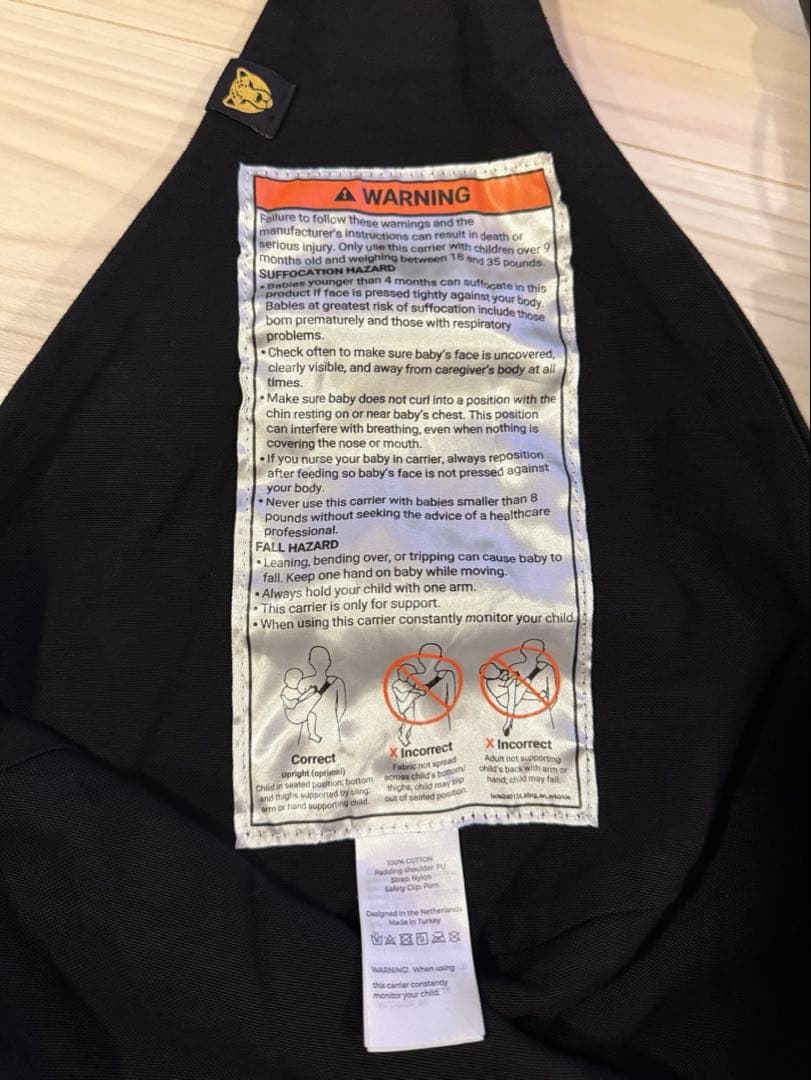 WARNING
Failure to follow these warnings and the
manufacturer's instructions can result in death or
serious injury. Only use this carrier with children over 9
months old and weighing between 18 and 35 pounds.
SUFFOCATION HAZARD
• Babies younger than 4 months can suffocate in this
product if face is pressed tightly against your body.
Babies at greatest risk of suffocation include those
born prematurely and those with respiratory
problems.
• Check often to make sure baby's face is uncovered,
clearly visible, and away from caregiver's body at all
times.
• Make sure baby does not curl into a position with the
chin resting on or near baby's chest. This position
can interfere with breathing, even when nothing is
covering the nose or mouth.
• If you nurse your baby in carrier, always reposition
after feeding so baby's face is not pressed against
your body.
• Never use this carrier with babies smaller than 8
pounds without seeking the advice of a healthcare
professional.
FALL HAZARD
• Leaning, bending over, or tripping can cause baby to
fall. Keep one hand on baby while moving.
• Always hold your child with one arm.
• This carrier is only for support.
• When using this carrier constantly monitor your child.
Correct
Upright (optimal)
Child in seated position; bottom
and thighs supported by sling;
arm or hand supporting child.
X Incorrect
Fabric not spread
across child's bottom/
thighs; child may slip
out of seated position.
X Incorrect
Adult not supporting
child's back with arm or
hand; child may fall.
100% COTTON
Padding shoulder PU
Strap: Nylon
Safety Clip: Pom
Designed in the Netherlands
Made in Turkey
WARNING! When using
this carrier constantly
monitor your child.